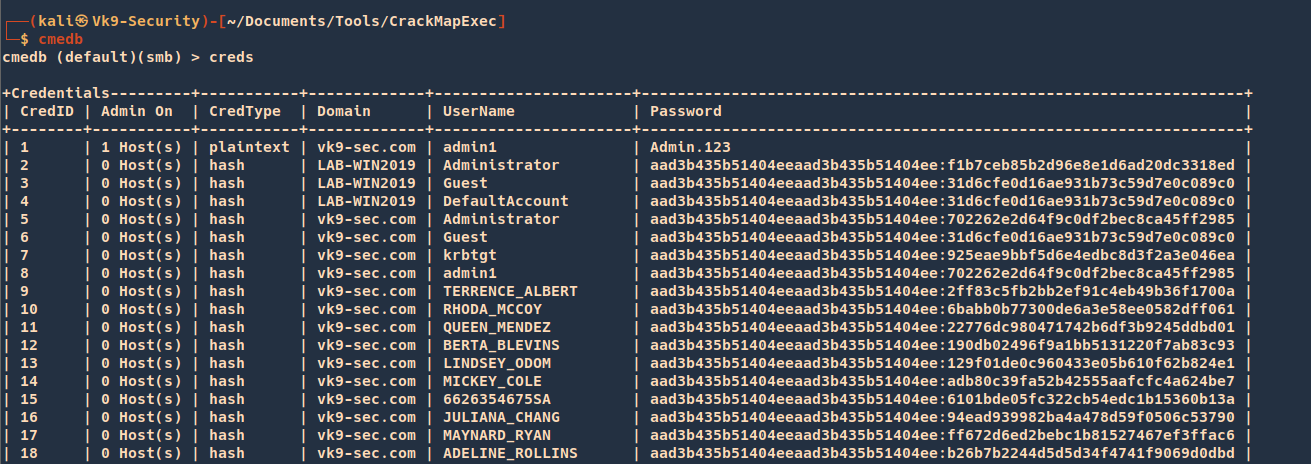 ┌──(kali㉿Vk9-Security)-[~/Documents/Tools/CrackMapExec]
└─$ cmedb
cmedb (default)(smb) > creds
+Credentials---------+-----------+-------------+----------------------+-------------------------------------------------------------------+
| CredID | Admin On  | CredType  | Domain      | UserName             | Password                                                          |
+--------+-----------+-----------+-------------+----------------------+-------------------------------------------------------------------+
| 1      | 1 Host(s) | plaintext | vk9-sec.com | admin1               | Admin.123                                                         |
| 2      | 0 Host(s) | hash      | LAB-WIN2019 | Administrator        | aad3b435b51404eeaad3b435b51404ee:f1b7ceb85b2d96e8e1d6ad20dc3318ed |
| 3      | 0 Host(s) | hash      | LAB-WIN2019 | Guest                | aad3b435b51404eeaad3b435b51404ee:31d6cfe0d16ae931b73c59d7e0c089c0 |
| 4      | 0 Host(s) | hash      | LAB-WIN2019 | DefaultAccount       | aad3b435b51404eeaad3b435b51404ee:31d6cfe0d16ae931b73c59d7e0c089c0 |
| 5      | 0 Host(s) | hash      | vk9-sec.com | Administrator        | aad3b435b51404eeaad3b435b51404ee:702262e2d64f9c0df2bec8ca45ff2985 |
| 6      | 0 Host(s) | hash      | vk9-sec.com | Guest                | aad3b435b51404eeaad3b435b51404ee:31d6cfe0d16ae931b73c59d7e0c089c0 |
| 7      | 0 Host(s) | hash      | vk9-sec.com | krbtgt               | aad3b435b51404eeaad3b435b51404ee:925eae9bbf5d6e4edbc8d3f2a3e046ea |
| 8      | 0 Host(s) | hash      | vk9-sec.com | admin1               | aad3b435b51404eeaad3b435b51404ee:702262e2d64f9c0df2bec8ca45ff2985 |
| 9      | 0 Host(s) | hash      | vk9-sec.com | TERRENCE_ALBERT      | aad3b435b51404eeaad3b435b51404ee:2ff83c5fb2bb2ef91c4eb49b36f1700a |
| 10     | 0 Host(s) | hash      | vk9-sec.com | RHODA_MCCOY          | aad3b435b51404eeaad3b435b51404ee:6babb0b77300de6a3e58ee0582dff061 |
| 11     | 0 Host(s) | hash      | vk9-sec.com | QUEEN_MENDEZ         | aad3b435b51404eeaad3b435b51404ee:22776dc980471742b6df3b9245ddbd01 |
| 12     | 0 Host(s) | hash      | vk9-sec.com | BERTA_BLEVINS        | aad3b435b51404eeaad3b435b51404ee:190db02496f9a1bb5131220f7ab83c93 |
| 13     | 0 Host(s) | hash      | vk9-sec.com | LINDSEY_ODOM         | aad3b435b51404eeaad3b435b51404ee:129f01de0c960433e05b610f62b824e1 |
| 14     | 0 Host(s) | hash      | vk9-sec.com | MICKEY_COLE          | aad3b435b51404eeaad3b435b51404ee:adb80c39fa52b42555aafcfc4a624be7 |
| 15     | 0 Host(s) | hash      | vk9-sec.com | 6626354675SA         | aad3b435b51404eeaad3b435b51404ee:6101bde05fc322cb54edc1b15360b13a |
| 16     | 0 Host(s) | hash      | vk9-sec.com | JULIANA_CHANG        | aad3b435b51404eeaad3b435b51404ee:94ead939982ba4a478d59f0506c53790 |
| 17     | 0 Host(s) | hash      | vk9-sec.com | MAYNARD_RYAN         | aad3b435b51404eeaad3b435b51404ee:ff672d6ed2bebc1b81527467ef3ffac6 |
| 18     | 0 Host(s) | hash      | vk9-sec.com | ADELINE_ROLLINS      | aad3b435b51404eeaad3b435b51404ee:b26b7b2244d5d5d34f4741f9069d0dbd |